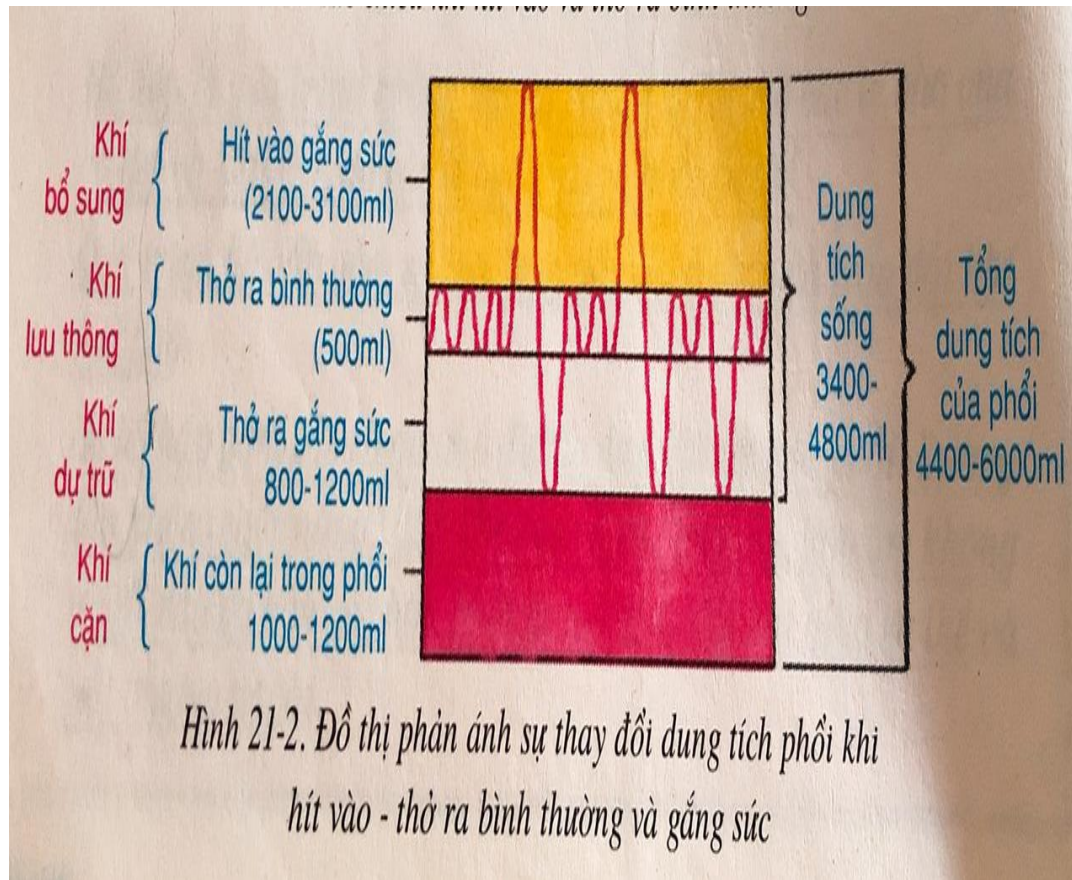 Khí
bổ sung
Hít vào gắng sức
(2100-3100ml)
Khí
lưu thông
Thở ra bình thường
(500ml)
Khí
dự trữ
Thở ra gắng sức
800-1200ml
Khí
cặn
Khí còn lại trong phổi
1000-1200ml
Dung
tích
sống
3400-
4800ml
Tổng
dung tích
của phổi
4400-6000ml
Hình 21-2. Đồ thị phản ánh sự thay đổi dung tích phổi khi
hít vào - thở ra bình thường và gắng sức